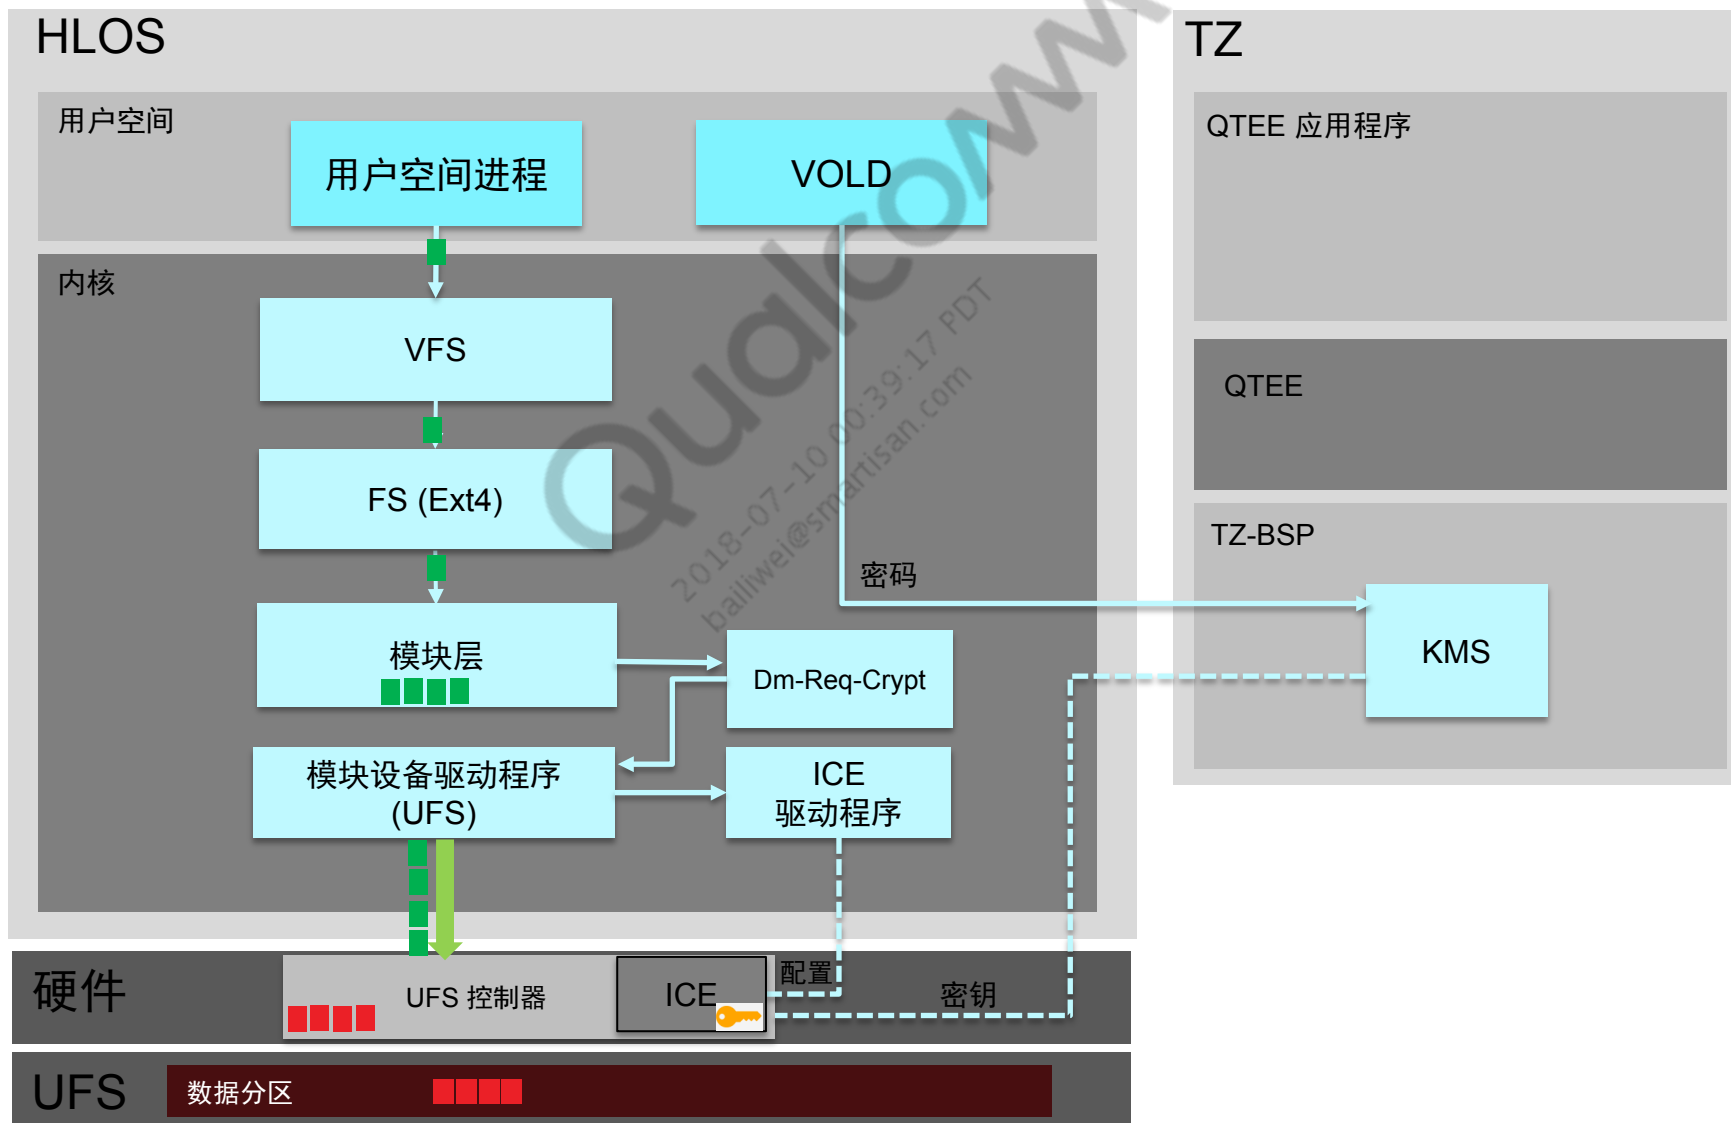 HLOS
TZ
用户空间
用户空间进程
VOLD
QTEE 应用程序
内核
VFS
QTEE
FS (Ext4)
TZ-BSP
密码
模块层
Dm-Req-Crypt
KMS
模块设备驱动程序
(UFS)
ICE
驱动程序
硬件
UFS 控制器
ICE
配置
密钥
UFS
数据分区
Qualcomm
2018-07-10 00:39:17 PDT
bailiwei@smartisan.com